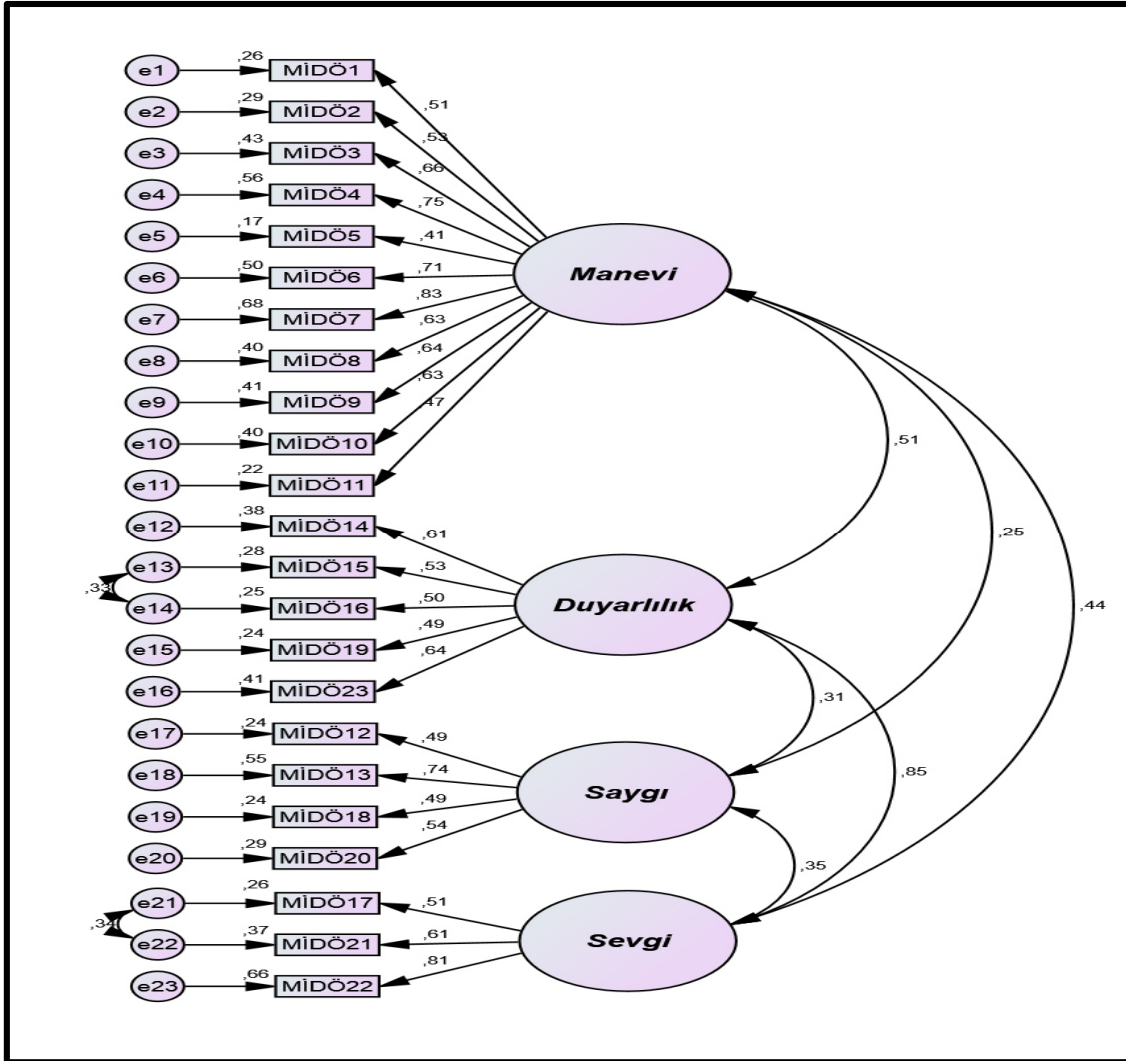 e1 ,26 MİDÖ1
,51
e2 ,29 MİDÖ2
,53
e3 ,43 MİDÖ3
,66
e4 ,56 MİDÖ4
,75
e5 ,17 MİDÖ5
,41
e6 ,50 MİDÖ6
,71
Manevi
e7 ,68 MİDÖ7
,83
e8 ,40 MİDÖ8
,63
e9 ,41 MİDÖ9
,64
,63
,47
e10 ,40 MİDÖ10
e11 ,22 MİDÖ11
,51
,25
,44
e12 ,38 MİDÖ14
,61
e13 ,28 MİDÖ15
,53
,33
e14 ,25 MİDÖ16
,50
Duyarlılık
e15 ,24 MİDÖ19
,49
e16 ,41 MİDÖ23
,64
,31
,85
e17 ,24 MİDÖ12
,49
e18 ,55 MİDÖ13
,74
Saygı
e19 ,24 MİDÖ18
,49
e20 ,29 MİDÖ20
,54
,35
e21 ,26 MİDÖ17
,51
,34
e22 ,37 MİDÖ21
,61
Sevgi
e23 ,66 MİDÖ22
,81